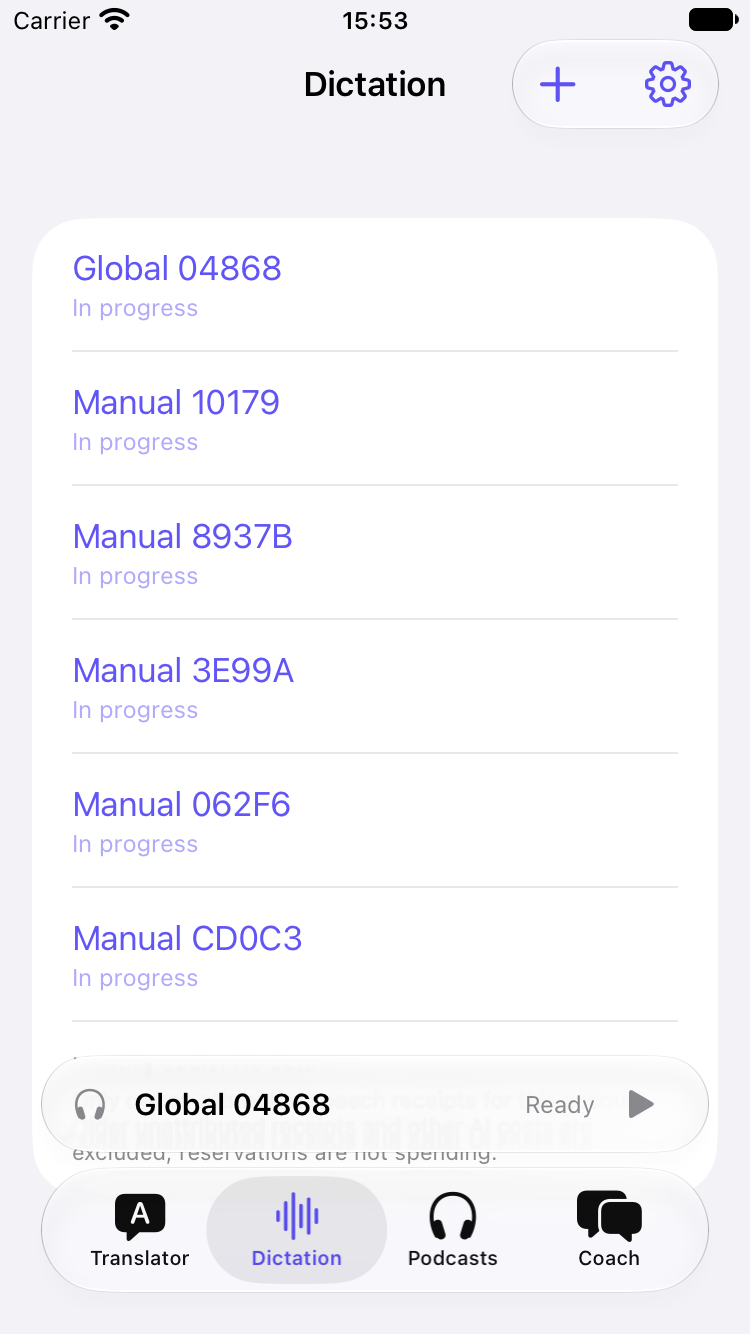 Carrier 15:53
Dictation
Global 04868
In progress
Manual 10179
In progress
Manual 8937B
In progress
Manual 3E99A
In progress
Manual 062F6
In progress
Manual CD0C3
In progress
Global 04868 Ready
excluded; reservations are not spending.
Translator Dictation Podcasts Coach